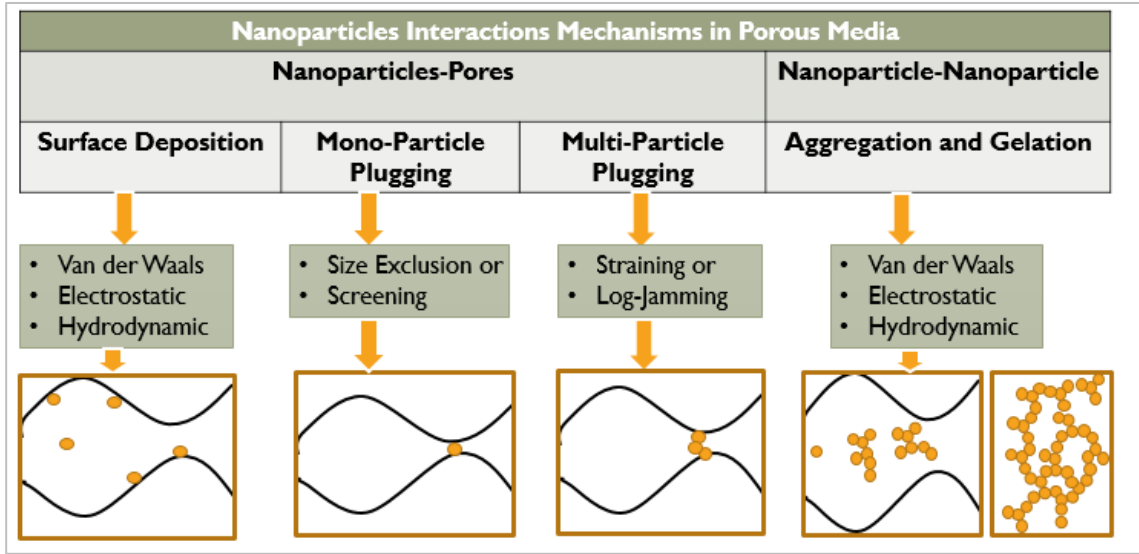 Nanoparticles Interactions Mechanisms in Porous Media
Nanoparticles-Pores
Nanoparticle-Nanoparticle
Surface Deposition
Mono-Particle
Plugging
Multi-Particle
Plugging
Aggregation and Gelation
• Van der Waals
• Electrostatic
• Hydrodynamic
• Size Exclusion or
• Screening
• Straining or
• Log-Jamming
• Van der Waals
• Electrostatic
• Hydrodynamic